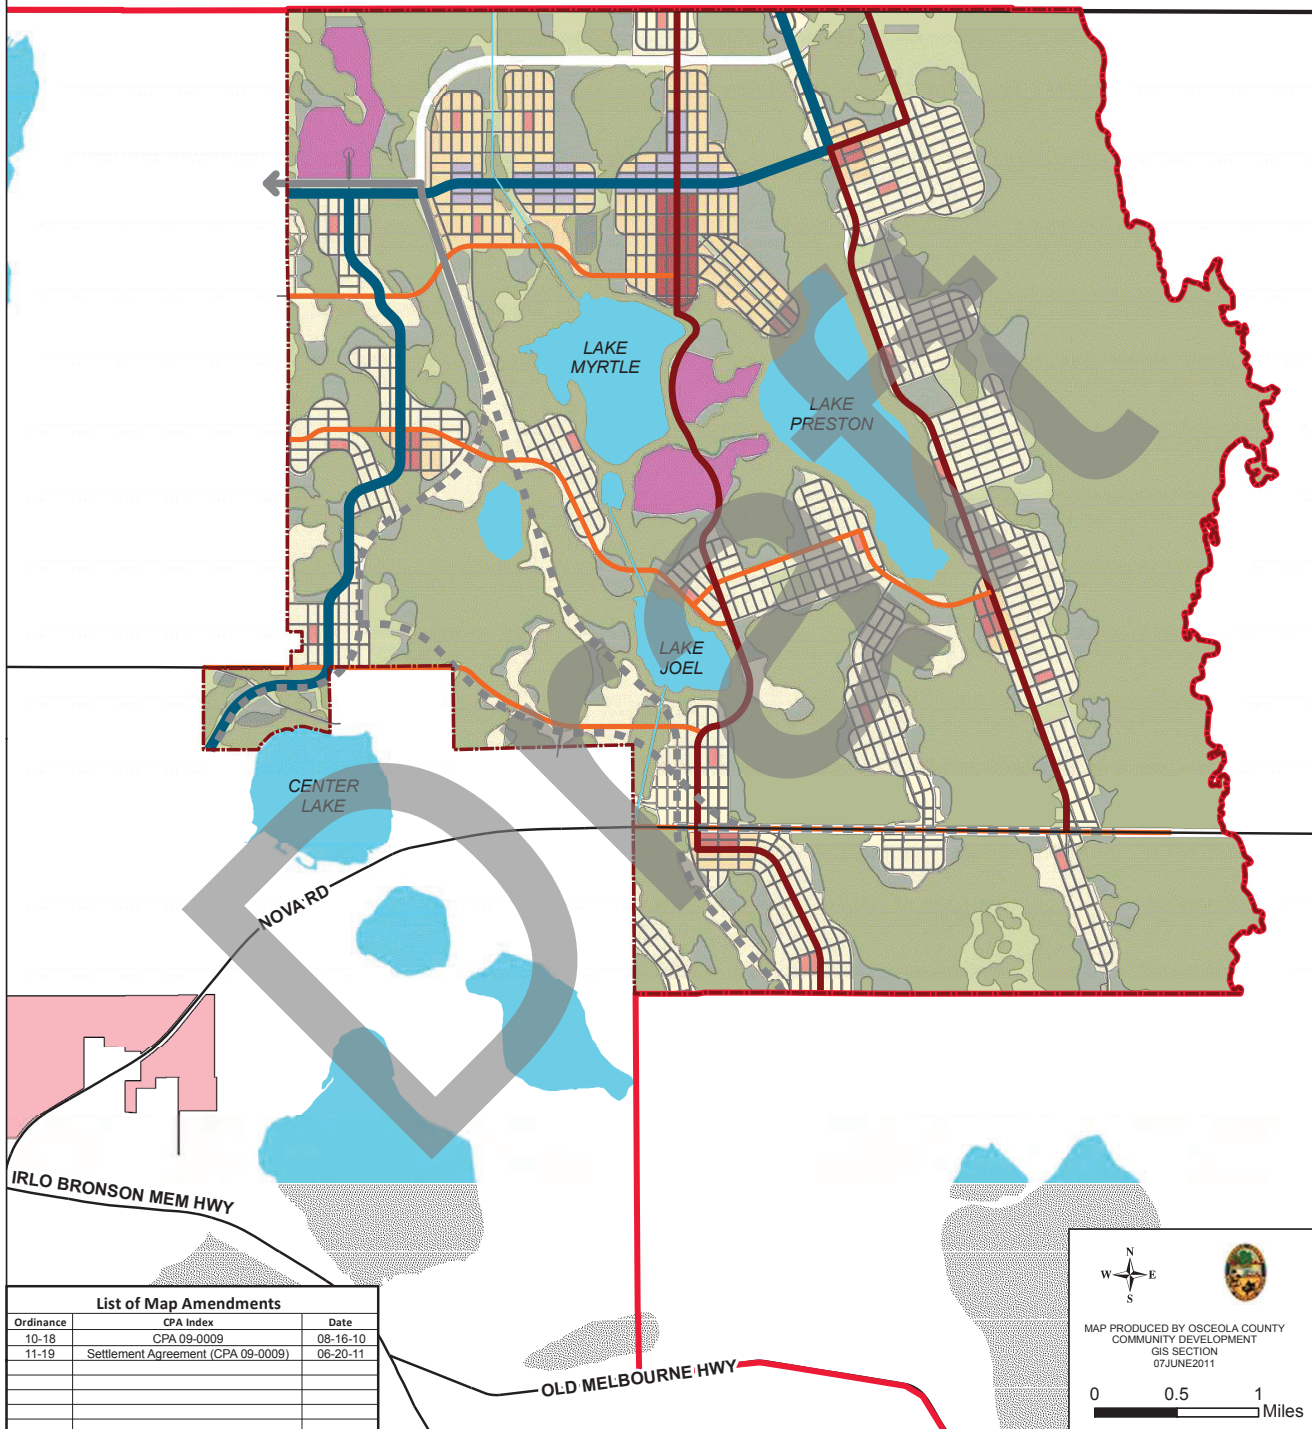 LAKE
MYRTLE
LAKE
PRESTON
LAKE
JOEL
CENTER
LAKE
NOVA RD
IRLO BRONSON MEM HWY
OLD MELBOURNE HWY
Draft
List of Map Amendments
Ordinance CPA Index Date
10-18 CPA 09-0009 08-16-10
11-19 Settlement Agreement (CPA 09-0009) 06-20-11
N
W E
S
MAP PRODUCED BY OSCEOLA COUNTY
COMMUNITY DEVELOPMENT
GIS SECTION
07JUNE2011
0 0.5 1
Miles